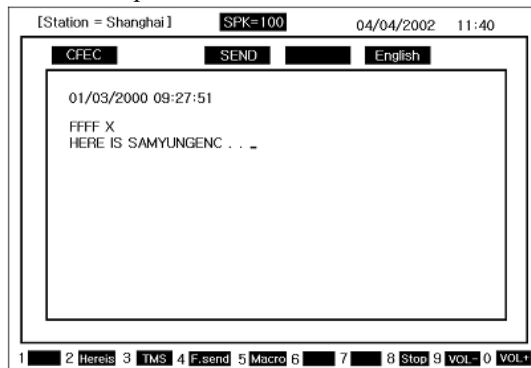 [Station = Shanghai] SPK=100 04/04/2002 11:40
CFEC SEND English
01/03/2000 09:27:51
FFFF X
HERE IS SAMYUNGENC . . _
1 2 Hereis 3 TMS 4 F.send 5 Macro 6 7 8 Stop 9 VOL- 0 VOL+